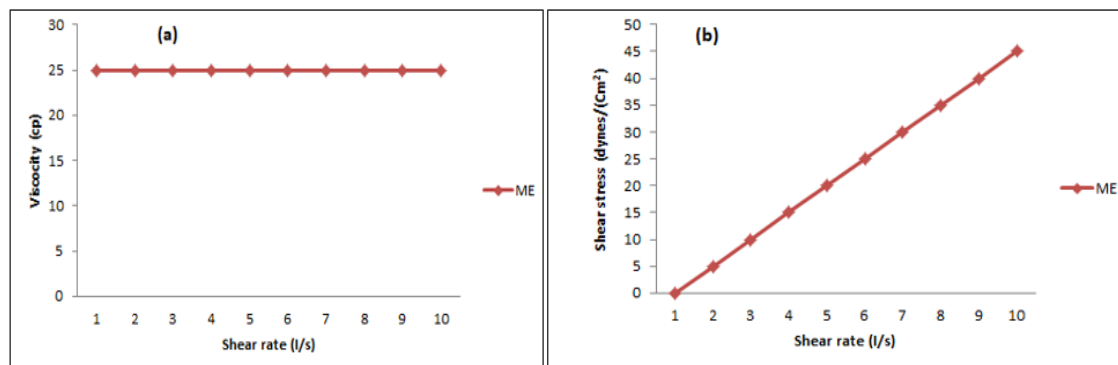 (a)
Viscocity (cp)
30
25
20
15
10
5
0
1 2 3 4 5 6 7 8 9 10
Shear rate (I/s)
ME
(b)
Shear stress (dynes/(Cm²)
50
45
40
35
30
25
20
15
10
5
0
1 2 3 4 5 6 7 8 9 10
Shear rate (I/s)
ME